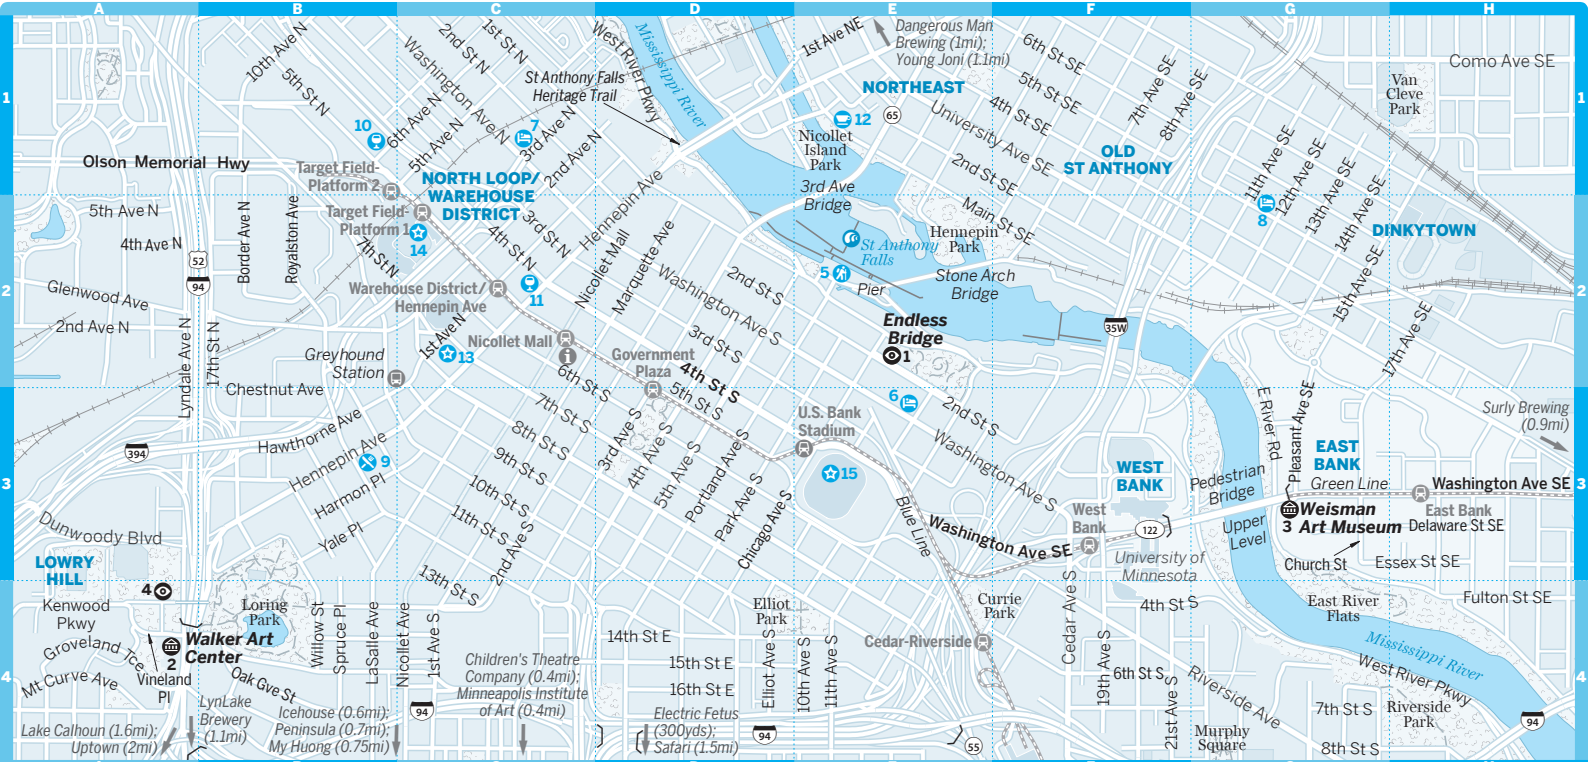 A
B
C
D
E
F
G
H
1
2
3
4
1
2
3
4
10th Ave N
5th St N
Washington Ave N
2nd St N
1st St N
West River Pkwy
Mississippi River
1st Ave NE
Dangerous Man
Brewing (1mi);
Young Joni (1.1mi)
6th St SE
5th St SE
4th St SE
University Ave SE
2nd St SE
Main St SE
7th Ave SE
8th Ave SE
Como Ave SE
Van
Cleve
Park
St Anthony Falls
Heritage Trail
NORTHEAST
65
12
Nicollet
Island
Park
OLD
ST ANTHONY
10
6th Ave N
5th Ave N
7
3rd Ave N
2nd Ave N
Olson Memorial Hwy
Target Field-
Platform 2
NORTH LOOP/
WAREHOUSE
DISTRICT
Target Field-
Platform 1
14
5th Ave N
4th Ave N
52
94
Border Ave N
Royalston Ave
7th St N
3rd St N
4th St N
Hennepin Ave
Nicollet Mall
Marquette Ave
3rd Ave
Bridge
St Anthony
Falls
Hennepin
Park
5
Pier
Stone Arch
Bridge
11th Ave SE
12th Ave SE
13th Ave SE
14th Ave SE
15th Ave SE
17th Ave SE
8
DINKYTOWN
Glenwood Ave
2nd Ave N
Lyndale Ave N
17th St N
Warehouse District/
Hennepin Ave
11
1st Ave N
13
Nicollet Mall
Greyhound
Station
Chestnut Ave
Government
Plaza
2nd St S
Washington Ave S
3rd St S
4th St S
5th St S
6th St S
7th St S
8th St S
9th St S
10th St S
11th St S
13th St S
Endless
Bridge
1
35W
6
2nd St S
Washington Ave S
U.S. Bank
Stadium
15
394
Hawthorne Ave
Hennepin Ave
9
Harmon Pl
Yale Pl
2nd Ave S
3rd Ave S
4th Ave S
5th Ave S
Portland Ave S
Park Ave S
Chicago Ave S
Blue Line
Washington Ave SE
West
Bank
WEST
BANK
122
University of
Minnesota
Pedestrian
Bridge
Upper
Level
E River Rd
Pleasant Ave SE
EAST
BANK
Green Line
Washington Ave SE
East Bank
Surly Brewing
(0.9mi)
Weisman
Art Museum
3
Delaware St SE
Church St
Essex St SE
Fulton St SE
Dunwoody Blvd
LOWRY
HILL
4
Kenwood
Pkwy
Groveland Tce
Mt Curve Ave
Walker Art
Center
2
Vineland
Pl
Loring
Park
Oak Gve St
Willow St
Spruce Pl
LaSalle Ave
Nicollet Ave
1st Ave S
Children's Theatre
Company (0.4mi);
Minneapolis Institute
of Art (0.4mi)
14th St E
15th St E
16th St E
Elliot
Park
Elliot Ave S
10th Ave S
11th Ave S
Cedar-Riverside
Currie
Park
Cedar Ave S
19th Ave S
4th St S
6th St S
21st Ave S
Riverside Ave
East River
Flats
Mississippi River
West River Pkwy
7th St S
8th St S
Murphy
Square
Riverside
Park
94
Lake Calhoun (1.6mi);
Uptown (2mi)
LynLake
Brewery
(1.1mi)
Icehouse (0.6mi);
Peninsula (0.7mi);
My Huong (0.75mi)
94
Electric Fetus
(300yds);
Safari (1.5mi)
94
55